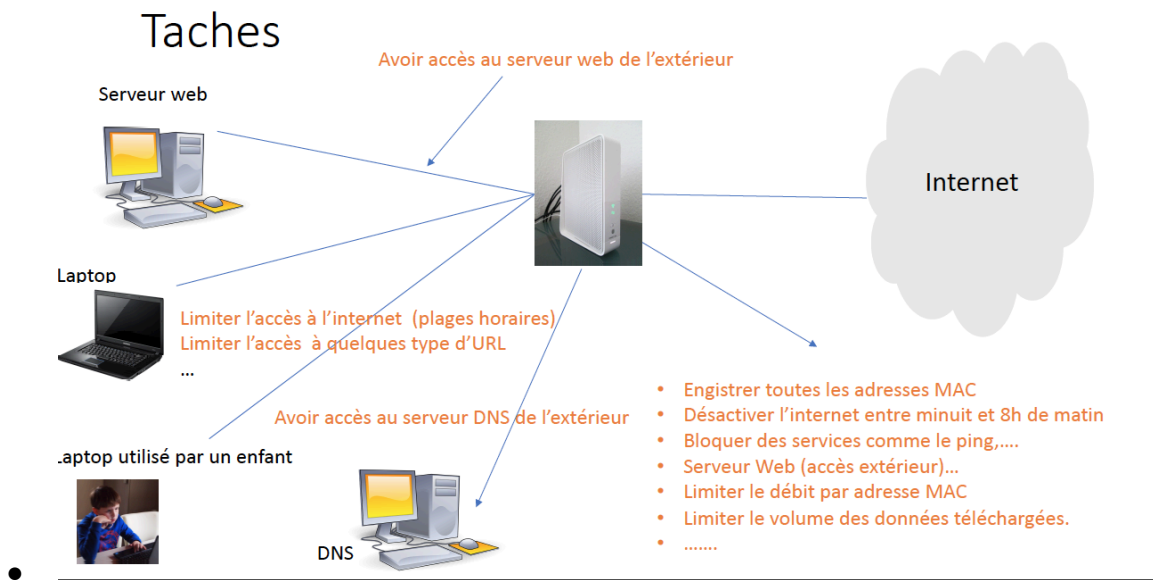 Taches
Avoir accès au serveur web de l'extérieur
Serveur web
Internet
Laptop
Limiter l'accès à l'internet (plages horaires)
Limiter l'accès à quelques type d'URL
...
Avoir accès au serveur DNS de l'extérieur
Laptop utilisé par un enfant
DNS
• Engistrer toutes les adresses MAC
• Désactiver l'internet entre minuit et 8h de matin
• Bloquer des services comme le ping,....
• Serveur Web (accès extérieur)...
• Limiter le débit par adresse MAC
• Limiter le volume des données téléchargées.
• .......